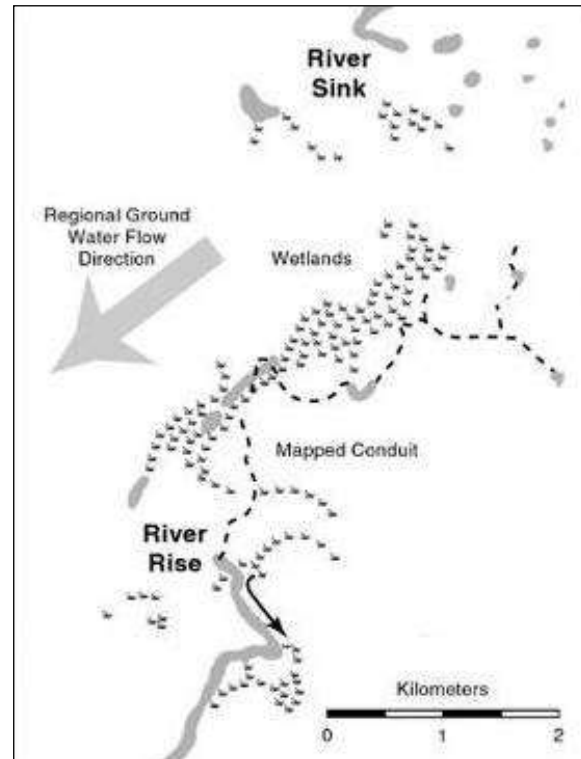 River
Sink
Regional Ground
Water Flow
Direction
Wetlands
Mapped Conduit
River
Rise
Kilometers
0 1 2